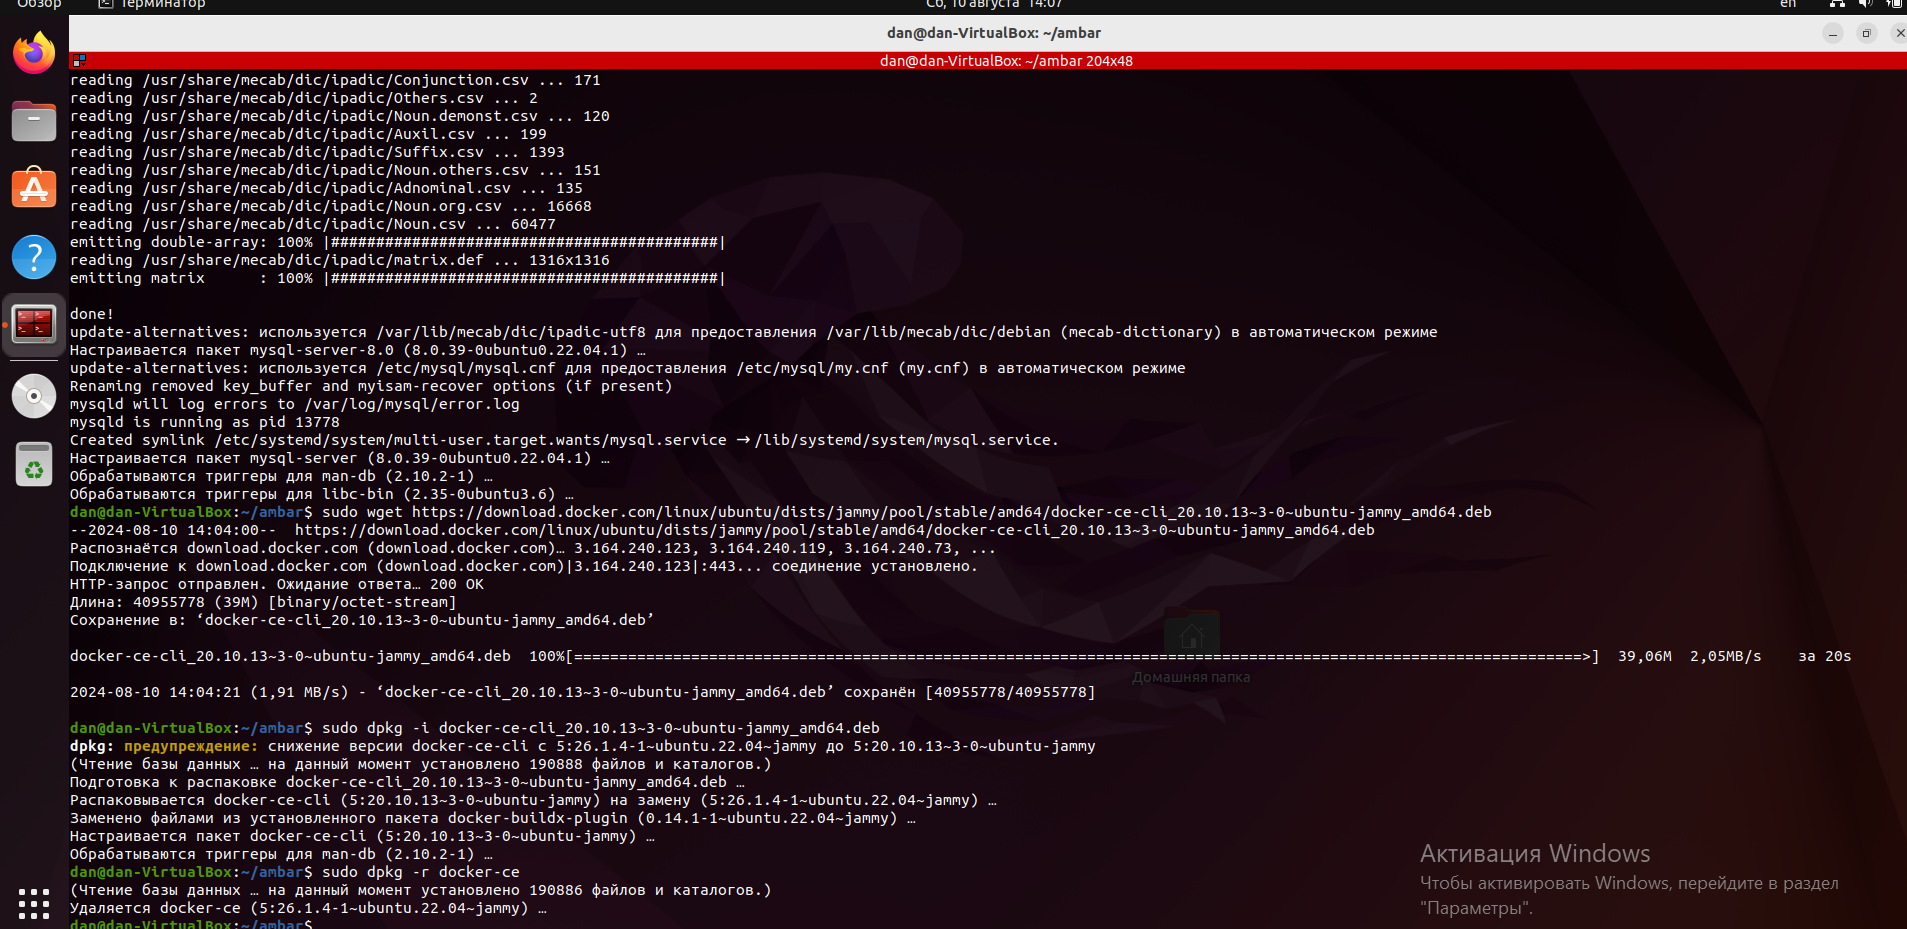 Обзор
Терминатор
Сб, 10 августа 14:07
en
dan@dan-VirtualBox: ~/ambar
dan@dan-VirtualBox: ~/ambar 204x48
reading /usr/share/mecab/dic/ipadic/Conjunction.csv ... 171
reading /usr/share/mecab/dic/ipadic/Others.csv ... 2
reading /usr/share/mecab/dic/ipadic/Noun.demonst.csv ... 120
reading /usr/share/mecab/dic/ipadic/Auxil.csv ... 199
reading /usr/share/mecab/dic/ipadic/Suffix.csv ... 1393
reading /usr/share/mecab/dic/ipadic/Noun.others.csv ... 151
reading /usr/share/mecab/dic/ipadic/Adnominal.csv ... 135
reading /usr/share/mecab/dic/ipadic/Noun.org.csv ... 16668
reading /usr/share/mecab/dic/ipadic/Noun.csv ... 60477
emitting double-array: 100% |###########################################|
reading /usr/share/mecab/dic/ipadic/matrix.def ... 1316x1316
emitting matrix      : 100% |###########################################|
done!
update-alternatives: используется /var/lib/mecab/dic/ipadic-utf8 для предоставления /var/lib/mecab/dic/debian (mecab-dictionary) в автоматическом режиме
Настраивается пакет mysql-server-8.0 (8.0.39-0ubuntu0.22.04.1) …
update-alternatives: используется /etc/mysql/mysql.cnf для предоставления /etc/mysql/my.cnf (my.cnf) в автоматическом режиме
Renaming removed key_buffer and myisam-recover options (if present)
mysqld will log errors to /var/log/mysql/error.log
mysqld is running as pid 13778
Created symlink /etc/systemd/system/multi-user.target.wants/mysql.service → /lib/systemd/system/mysql.service.
Настраивается пакет mysql-server (8.0.39-0ubuntu0.22.04.1) …
Обрабатываются триггеры для man-db (2.10.2-1) …
Обрабатываются триггеры для libc-bin (2.35-0ubuntu3.6) …
dan@dan-VirtualBox:~/ambar$ sudo wget https://download.docker.com/linux/ubuntu/dists/jammy/pool/stable/amd64/docker-ce-cli_20.10.13~3-0~ubuntu-jammy_amd64.deb
--2024-08-10 14:04:00--  https://download.docker.com/linux/ubuntu/dists/jammy/pool/stable/amd64/docker-ce-cli_20.10.13~3-0~ubuntu-jammy_amd64.deb
Распознаётся download.docker.com (download.docker.com)… 3.164.240.123, 3.164.240.119, 3.164.240.73, ...
Подключение к download.docker.com (download.docker.com)|3.164.240.123|:443... соединение установлено.
HTTP-запрос отправлен. Ожидание ответа… 200 OK
Длина: 40955778 (39M) [binary/octet-stream]
Сохранение в: ‘docker-ce-cli_20.10.13~3-0~ubuntu-jammy_amd64.deb’
docker-ce-cli_20.10.13~3-0~ubuntu-jammy_amd64.deb  100%[================================================================================================================>]  39,06M  2,05MB/s    за 20s
Домашняя папка
2024-08-10 14:04:21 (1,91 MB/s) - ‘docker-ce-cli_20.10.13~3-0~ubuntu-jammy_amd64.deb’ сохранён [40955778/40955778]
dan@dan-VirtualBox:~/ambar$ sudo dpkg -i docker-ce-cli_20.10.13~3-0~ubuntu-jammy_amd64.deb
dpkg: предупреждение: снижение версии docker-ce-cli с 5:26.1.4-1~ubuntu.22.04~jammy до 5:20.10.13~3-0~ubuntu-jammy
(Чтение базы данных … на данный момент установлено 190888 файлов и каталогов.)
Подготовка к распаковке docker-ce-cli_20.10.13~3-0~ubuntu-jammy_amd64.deb …
Распаковывается docker-ce-cli (5:20.10.13~3-0~ubuntu-jammy) на замену (5:26.1.4-1~ubuntu.22.04~jammy) …
Заменено файлами из установленного пакета docker-buildx-plugin (0.14.1-1~ubuntu.22.04~jammy) …
Настраивается пакет docker-ce-cli (5:20.10.13~3-0~ubuntu-jammy) …
Обрабатываются триггеры для man-db (2.10.2-1) …
dan@dan-VirtualBox:~/ambar$ sudo dpkg -r docker-ce
(Чтение базы данных … на данный момент установлено 190886 файлов и каталогов.)
Удаляется docker-ce (5:26.1.4-1~ubuntu.22.04~jammy) …
dan@dan-VirtualBox:~/ambar$
Активация Windows
Чтобы активировать Windows, перейдите в раздел
"Параметры".